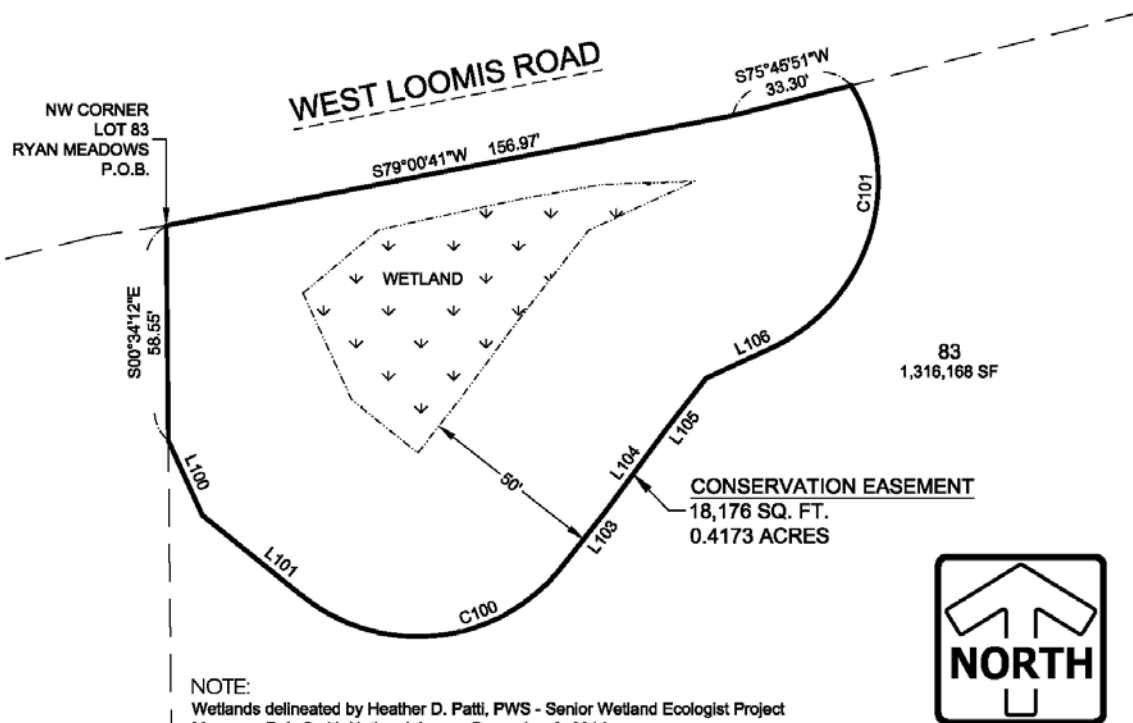 WEST LOOMIS ROAD
S75°45'51"W
33.30'
NW CORNER
LOT 83
RYAN MEADOWS
P.O.B.
S79°00'41"W 156.97'
C101
WETLAND
S00°34'12"E
58.55'
L106
83
1,316,168 SF
L105
L104
L100
50'
CONSERVATION EASEMENT
18,176 SQ. FT.
0.4173 ACRES
L103
L101
C100
NORTH
NOTE:
Wetlands delineated by Heather D. Patti, PWS - Senior Wetland Ecologist Project